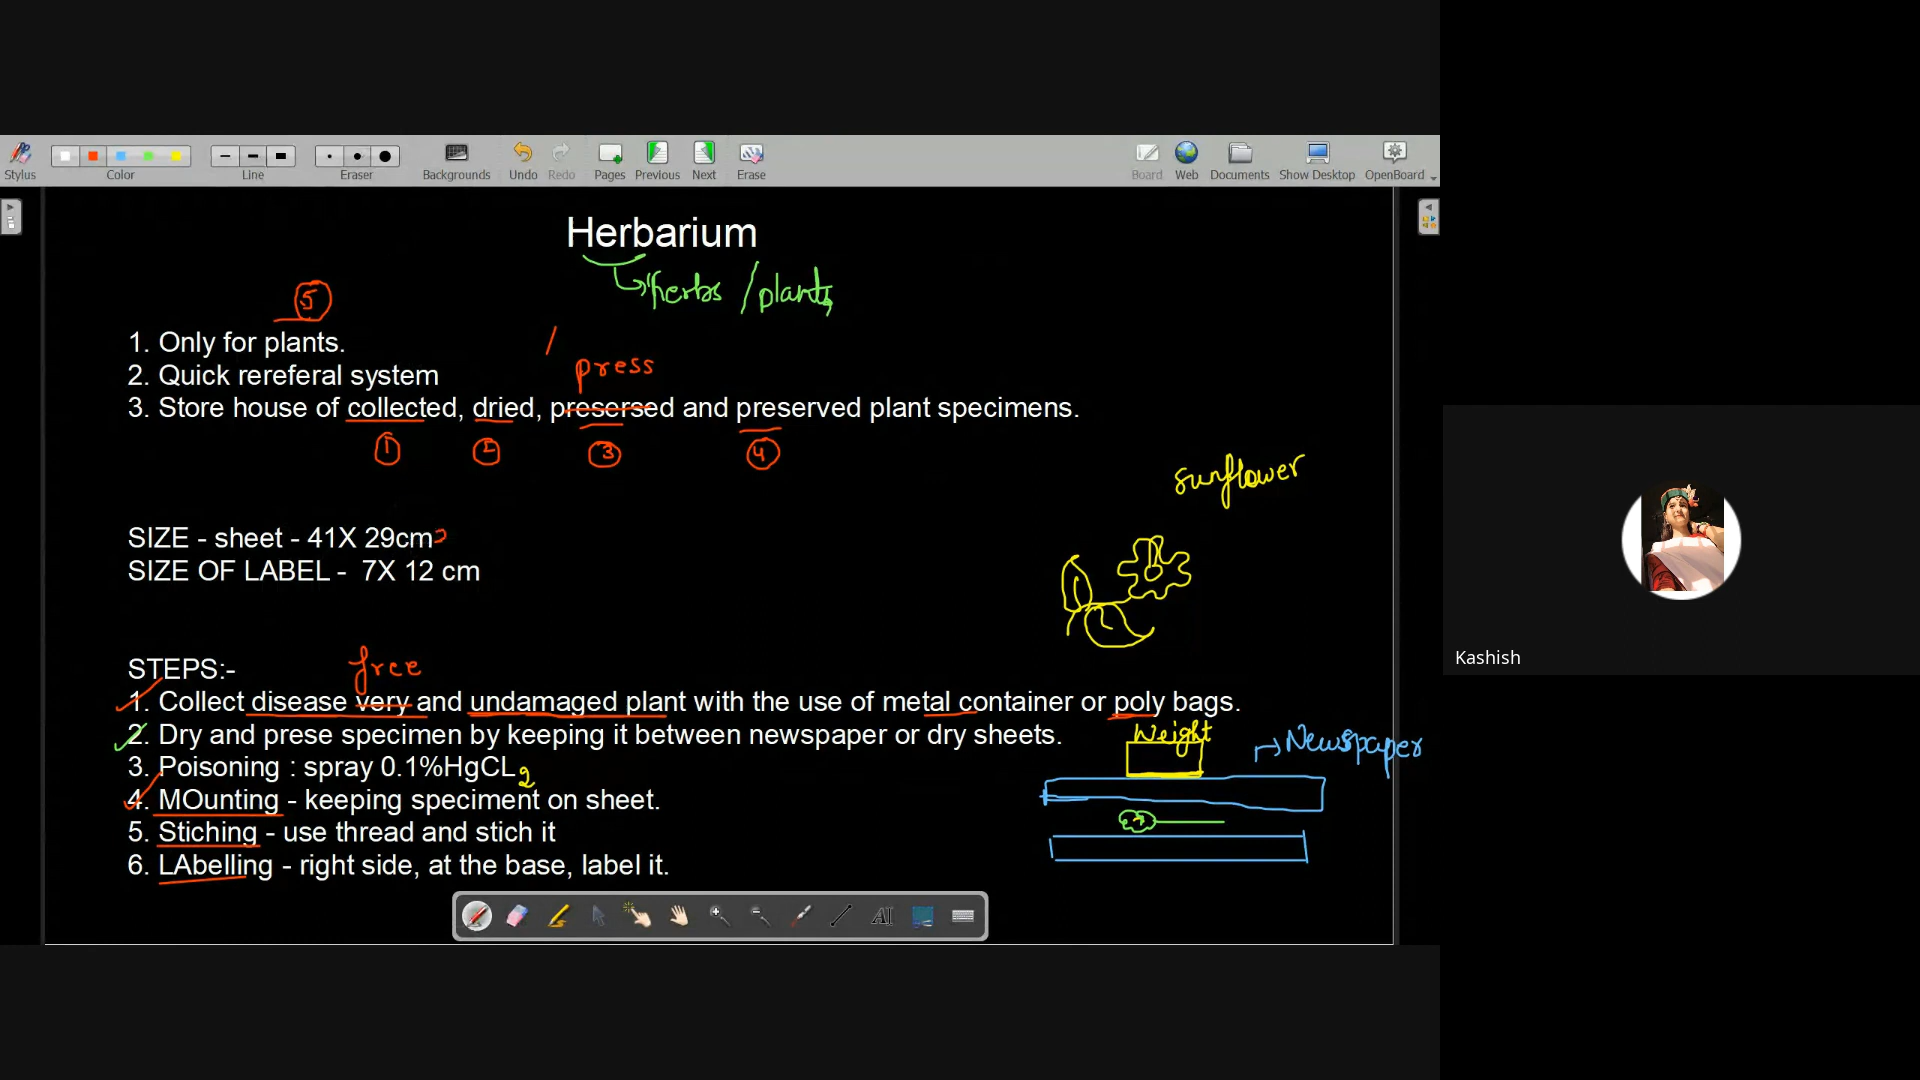 Stylus Color Line Eraser Backgrounds Undo Redo Pages Previous Next Erase Board Web Documents Show Desktop OpenBoard
Herbarium
herbs / plants
5
1. Only for plants.
press
2. Quick rereferal system
3. Store house of collected, dried, presersed and preserved plant specimens.
1 2 3 4
sunflower
SIZE - sheet - 41X 29cm
SIZE OF LABEL - 7X 12 cm
STEPS:-
free
1. Collect disease very and undamaged plant with the use of metal container or poly bags.
2. Dry and prese specimen by keeping it between newspaper or dry sheets.
Weight
Newspaper
3. Poisoning : spray 0.1%HgCL2
4. MOunting - keeping speciment on sheet.
5. Stiching - use thread and stich it
6. LAbelling - right side, at the base, label it.
Kashish